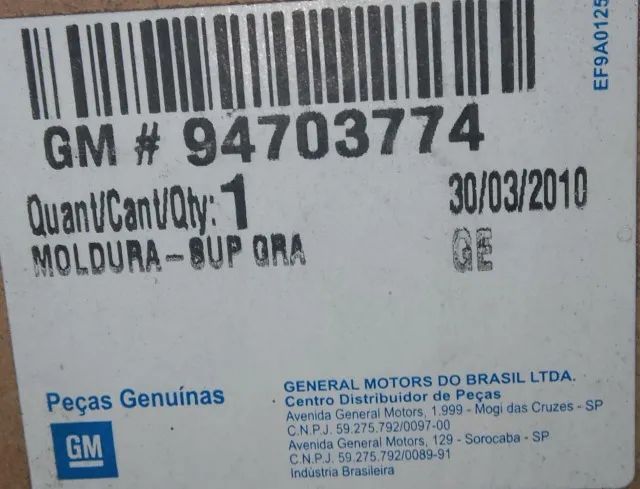 EF9A0125
GM # 94703774
Quant/Cant/Qty: 1
30/03/2010
MOLDURA-SUP GRA
GE
Peças Genuínas
GM
GENERAL MOTORS DO BRASIL LTDA.
Centro Distribuidor de Peças
Avenida General Motors, 1.999 - Mogi das Cruzes - SP
C.N.P.J. 59.275.792/0097-00
Avenida General Motors, 129 - Sorocaba - SP
C.N.P.J. 59.275.792/0089-91
Indústria Brasileira